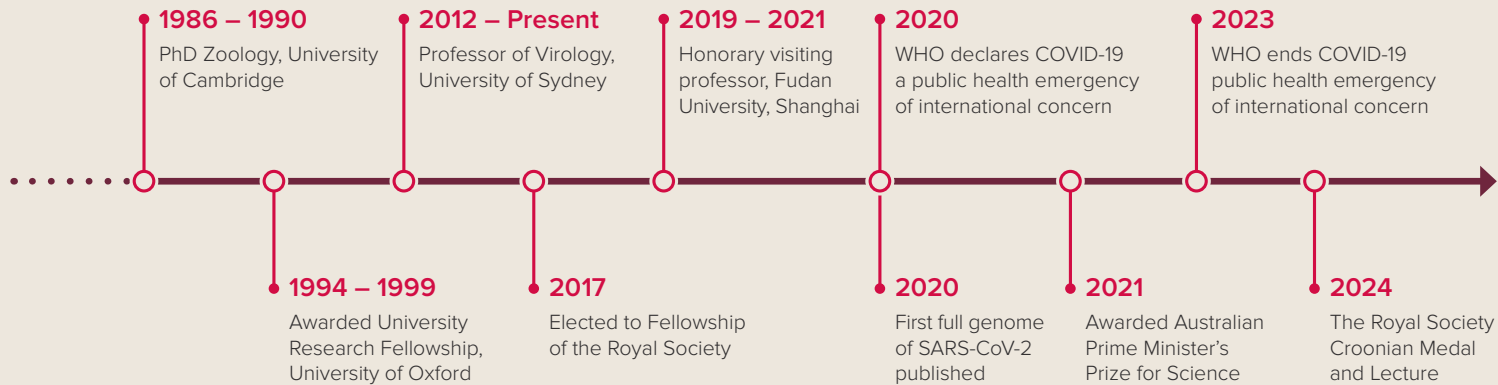 1986 – 1990
PhD Zoology, University
of Cambridge
2012 – Present
Professor of Virology,
University of Sydney
2019 – 2021
Honorary visiting
professor, Fudan
University, Shanghai
2020
WHO declares COVID-19
a public health emergency
of international concern
2023
WHO ends COVID-19
public health emergency
of international concern
1994 – 1999
Awarded University
Research Fellowship,
University of Oxford
2017
Elected to Fellowship
of the Royal Society
2020
First full genome
of SARS-CoV-2
published
2021
Awarded Australian
Prime Minister’s
Prize for Science
2024
The Royal Society
Croonian Medal
and Lecture